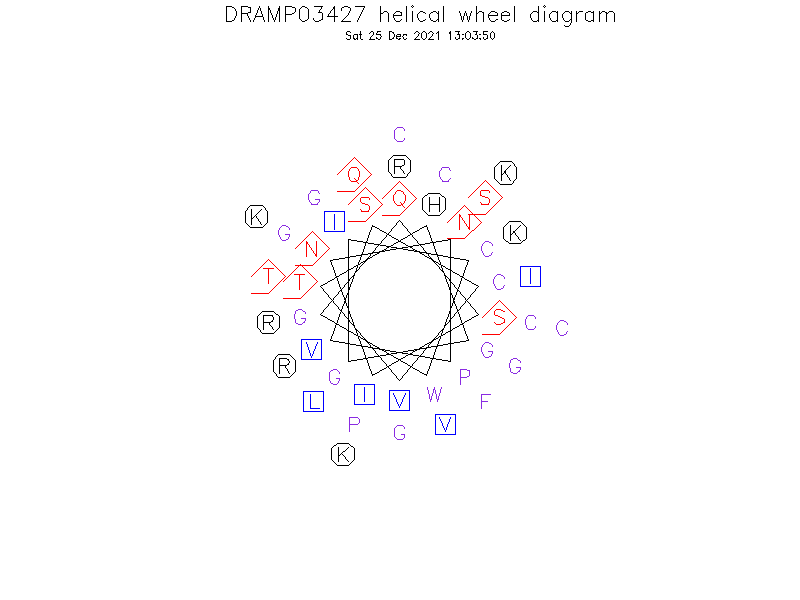 DRAMP03427 helical wheel diagram
Sat 25 Dec 2021 13:03:50
C
R C K
Q S
G S Q H
K I N K
G N C
T T C I
R G S C C
R V G G
G P
L I V W F
P G V
K